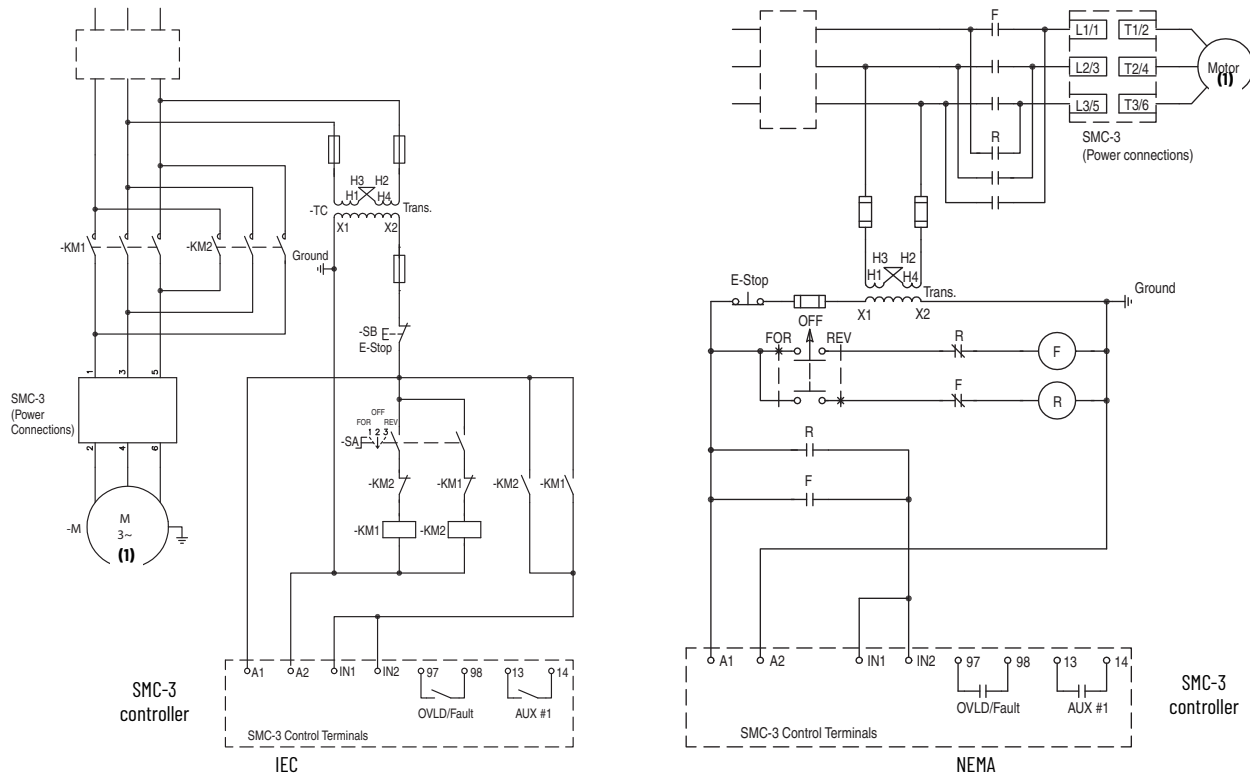 H3 H2
H1 H4
-TC
Trans.
X1 X2
-KM1
-KM2
Ground
-SB
E-Stop
1 3 5
SMC-3
(Power
Connections)
2 4 6
OFF
FOR REV
1 2 3
-SA
-KM2
-KM1
-KM2
-KM1
-KM1
-KM2
-M
M
3~
(1)
A1 A2 IN1 IN2 97 98 13 14
OVLD/Fault
AUX #1
SMC-3 Control Terminals
SMC-3
controller
IEC
F
L1/1 T1/2
L2/3 T2/4
L3/5 T3/6
Motor
(1)
R
SMC-3
(Power connections)
H3 H2
H1 H4
Trans.
E-Stop
X1 X2
Ground
OFF
FOR REV
R
F
F
R
R
F
A1 A2 IN1 IN2 97 98 13 14
OVLD/Fault
AUX #1
SMC-3 Control Terminals
SMC-3
controller
NEMA